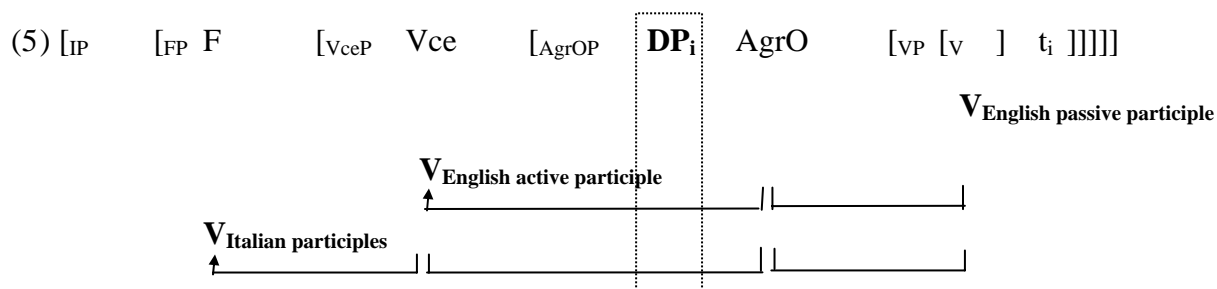 (5) [IP [FP F [VceP Vce [AgrOP DPi AgrO [VP [V ] ti ]]]]]
VEnglish passive participle
VEnglish active participle
VItalian participles